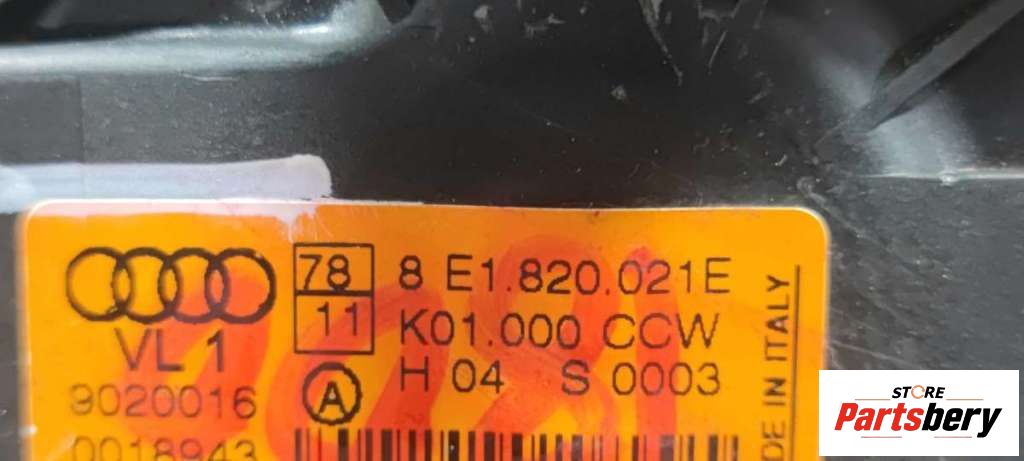 78 8 E1.820.021E
11 K01.000 CCW
VL 1
H 04 S 0003
9020016 A
0018943
DE IN ITALY
STORE
Partsbery